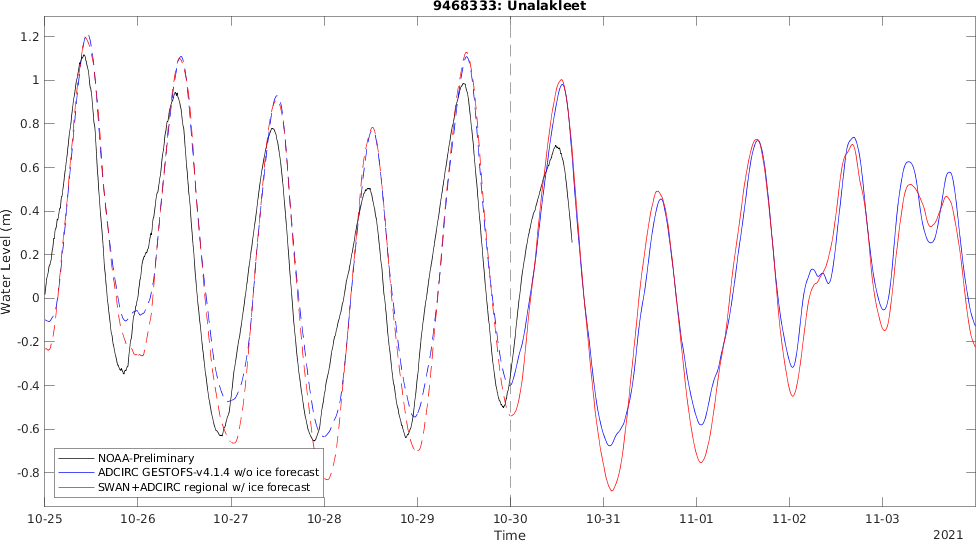 9468333: Unalakleet
Water Level (m)
1.2
1
0.8
0.6
0.4
0.2
0
-0.2
-0.4
-0.6
-0.8
NOAA-Preliminary
ADCIRC GESTOFS-v4.1.4 w/o ice forecast
SWAN+ADCIRC regional w/ ice forecast
10-25 10-26 10-27 10-28 10-29 10-30 10-31 11-01 11-02 11-03
Time
2021